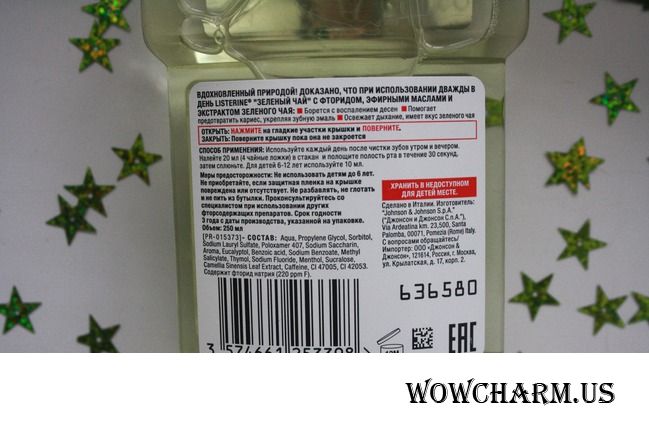 ВДОХНОВЛЕННЫЙ ПРИРОДОЙ! ДОКАЗАНО, ЧТО ПРИ ИСПОЛЬЗОВАНИИ ДВАЖДЫ В
ДЕНЬ LISTERINE® "ЗЕЛЕНЫЙ ЧАЙ" С ФТОРИДОМ, ЭФИРНЫМИ МАСЛАМИ И
ЭКСТРАКТОМ ЗЕЛЕНОГО ЧАЯ: ■ Борется с воспалением десен ■ Помогает
предотвратить кариес, укрепляя зубную эмаль ■ Освежает дыхание, имеет вкус зеленого чая
ОТКРЫТЬ: НАЖМИТЕ на гладкие участки крышки и ПОВЕРНИТЕ.
ЗАКРЫТЬ: Поверните крышку пока она не закроется
СПОСОБ ПРИМЕНЕНИЯ: Используйте каждый день после чистки зубов утром и вечером.
Налейте 20 мл (4 чайные ложки) в стакан и полощите полость рта в течение 30 секунд,
затем сплюньте. Для детей 6-12 лет используйте 10 мл.
Меры предосторожности: Не использовать детям до 6 лет.
Не приобретайте, если защитная пленка на крышке
повреждена или отсутствует. Не разбавлять, не глотать
и не пить из бутылки. Проконсультируйтесь со
специалистом при использовании других
фторсодержащих препаратов. Срок годности
3 года с даты производства, указанной на упаковке.
Объем: 250 мл
[PR-015373]- СОСТАВ: Aqua, Propylene Glycol, Sorbitol,
Sodium Lauryl Sulfate, Poloxamer 407, Sodium Saccharin,
Aroma, Eucalyptol, Benzoic acid, Sodium Benzoate, Methyl
Salicylate, Thymol, Sodium Fluoride, Menthol, Sucralose,
Camellia Sinensis Leaf Extract, Caffeine, CI 47005, CI 42053.
Содержит фторид натрия (220 ppm F).
ХРАНИТЬ В НЕДОСТУПНОМ
ДЛЯ ДЕТЕЙ МЕСТЕ.
Сделано в Италии. Изготовитель:
"Johnson & Johnson S.p.A."
("Джонсон и Джонсон С.п.А."),
Via Ardeatina km 23,500, Santa
Palomba, 00071, Pomezia (Rome) Italy.
С вопросами обращайтесь/
Импортер: ООО «Джонсон &
Джонсон», 121614, Россия, г. Москва,
ул. Крылатская, д. 17, корп. 2.
636580
3 574661 253398
EAC
WOWCHARM.US